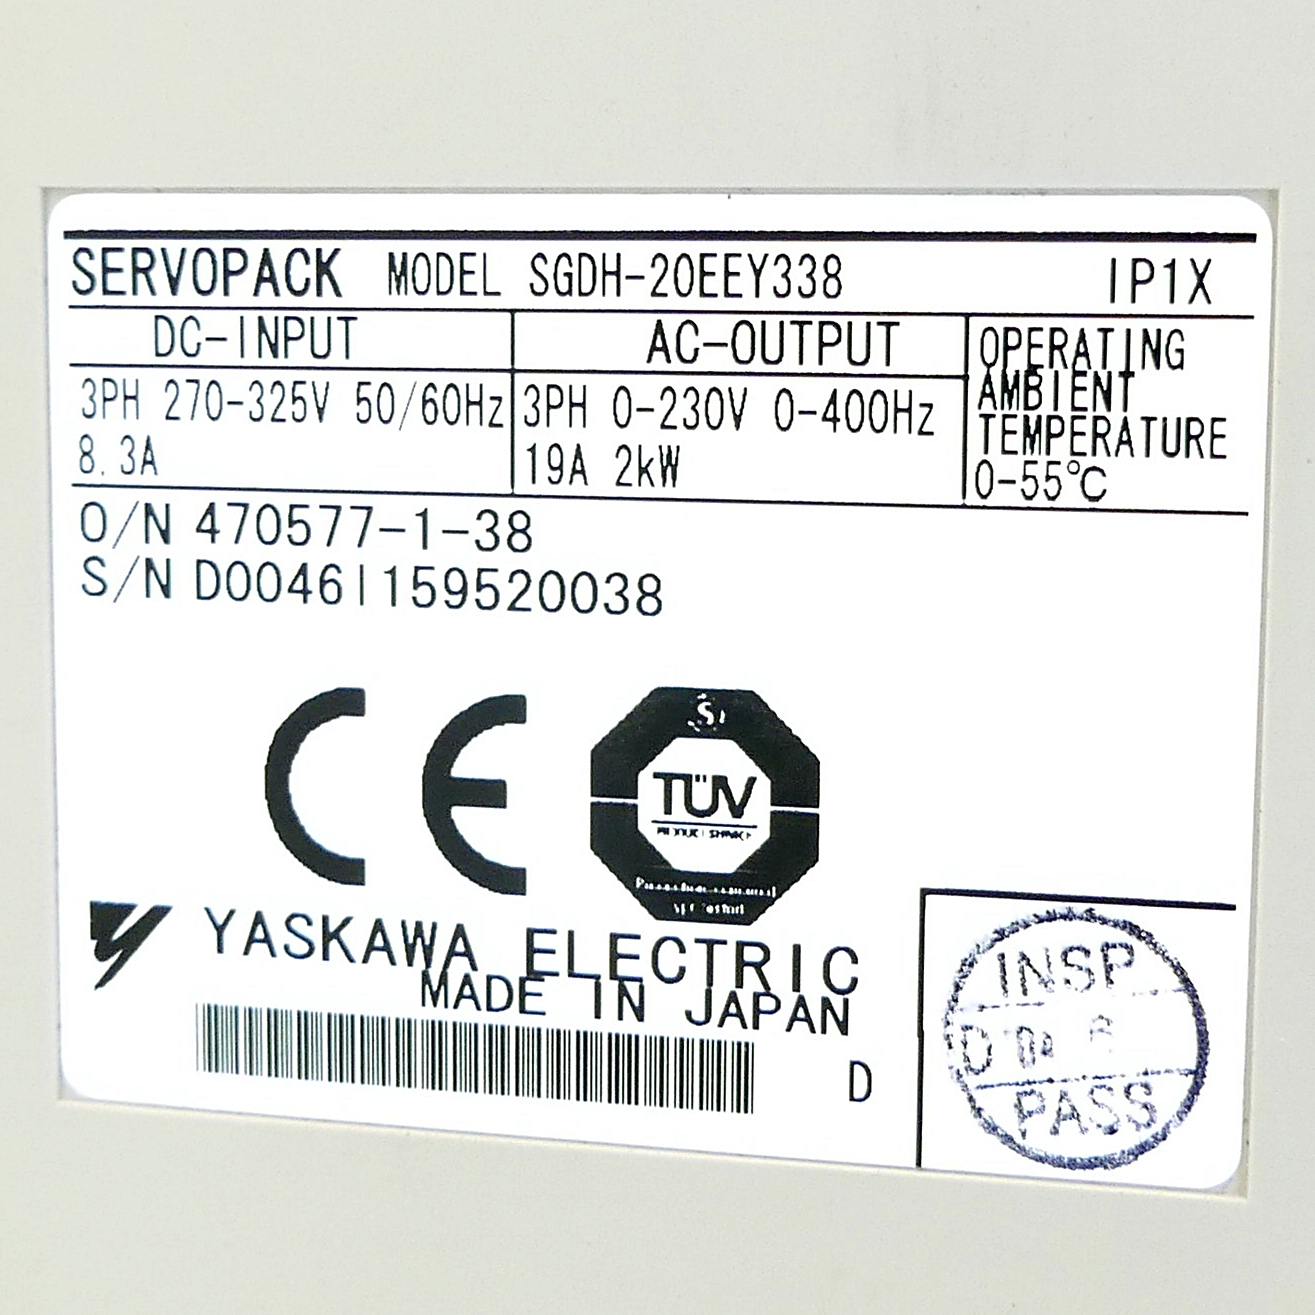 SERVOPACK MODEL SGDH-20EEY338 IP1X
DC-INPUT
3PH 270-325V 50/60Hz
8.3A
AC-OUTPUT
3PH 0-230V 0-400Hz
19A 2kW
OPERATING
AMBIENT
TEMPERATURE
0-55℃
O/N 470577-1-38
S/N D0046I159520038
CE
TÜV
YASKAWA ELECTRIC
MADE IN JAPAN
D
INSP
D
PASS